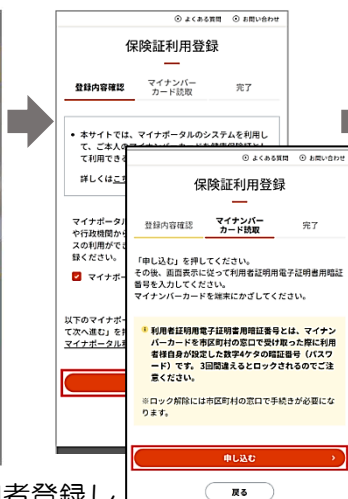 よくある質問 お問い合わせ
保険証利用登録
登録内容確認
マイナンバー
カード読取
完了
• 本サイトでは、マイナポータルのシステムを利用し
て、ご本人の
て利用でき
詳しくはこち
マイナポータル
や行政機関から
スの利用ができ
録ください。
マイナポー
以下のマイナポー
て次へ進む」を押
マイナポータル利
よくある質問 お問い合わせ
保険証利用登録
登録内容確認
マイナンバー
カード読取
完了
「申し込む」を押してください。
その後、画面表示に従って利用者証明用電子証明書用暗証
番号を入力してください。
マイナンバーカードを端末にかざしてください。
利用者証明用電子証明書用暗証番号とは、マイナン
バーカードを市区町村の窓口で受け取った際に利用
者様自身が設定した数字4ケタの暗証番号(パスワ
ード)です。3回間違えるとロックされるのでご注
意ください。
※ロック解除には市区町村の窓口で手続きが必要にな
ります。
申し込む
戻る
者登録し